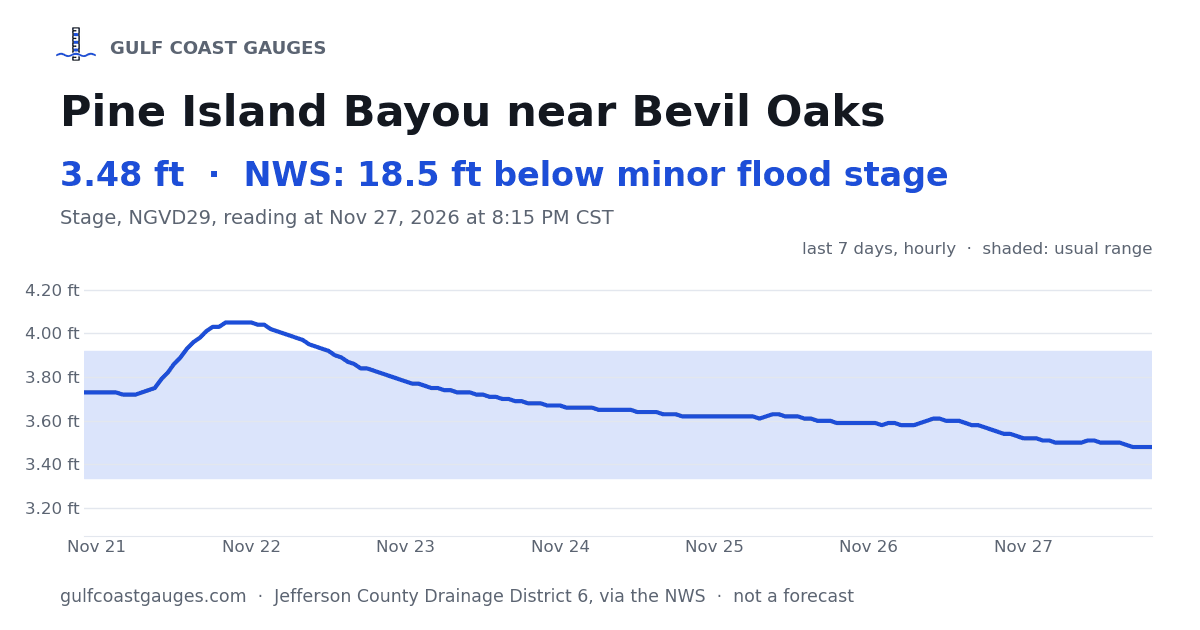 GULF COAST GAUGES
Pine Island Bayou near Bevil Oaks
3.48 ft · NWS: 18.5 ft below minor flood stage
Stage, NGVD29, reading at Nov 27, 2026 at 8:15 PM CST
last 7 days, hourly · shaded: usual range
4.20 ft
4.00 ft
3.80 ft
3.60 ft
3.40 ft
3.20 ft
Nov 21 Nov 22 Nov 23 Nov 24 Nov 25 Nov 26 Nov 27
gulfcoastgauges.com · Jefferson County Drainage District 6, via the NWS · not a forecast